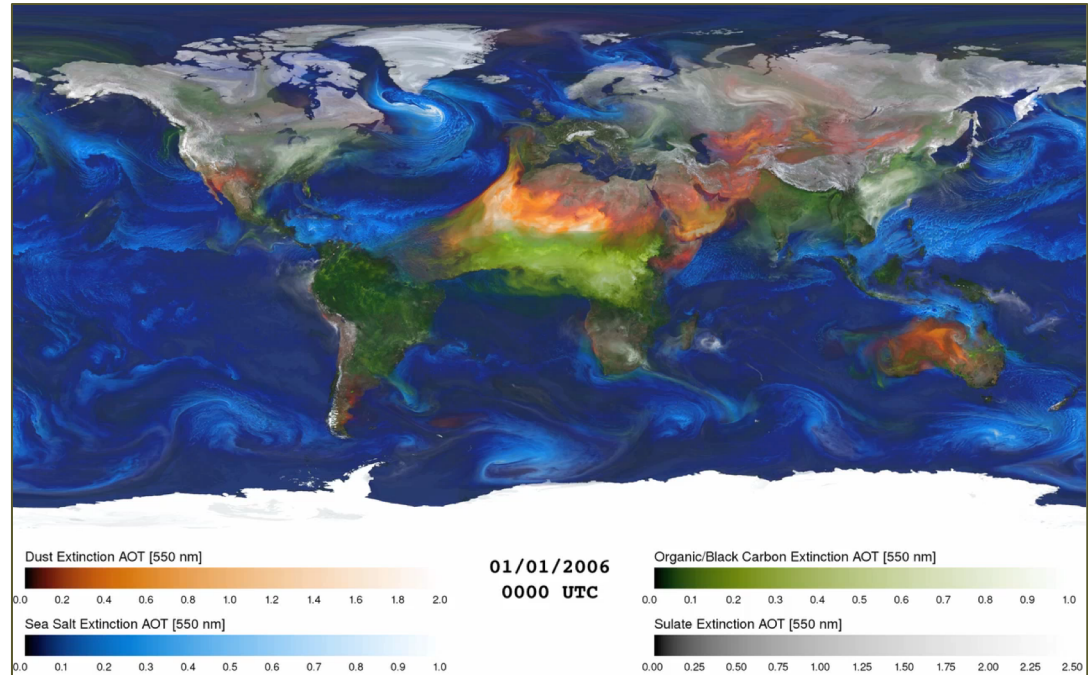 Dust Extinction AOT [550 nm]
0.0 0.2 0.4 0.6 0.8 1.0 1.2 1.4 1.6 1.8 2.0
Sea Salt Extinction AOT [550 nm]
0.0 0.1 0.2 0.3 0.4 0.5 0.6 0.7 0.8 0.9 1.0
01/01/2006
0000 UTC
Organic/Black Carbon Extinction AOT [550 nm]
0.0 0.1 0.2 0.3 0.4 0.5 0.6 0.7 0.8 0.9 1.0
Sulate Extinction AOT [550 nm]
0.00 0.25 0.50 0.75 1.00 1.25 1.50 1.75 2.00 2.25 2.50